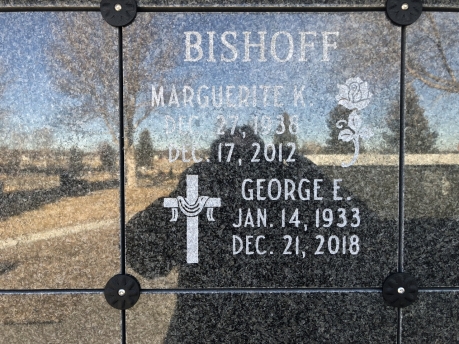 BISHOFF
MARGUERITE K.
DEC. 27, 1938
DEC. 17, 2012
GEORGE E.
JAN. 14, 1933
DEC. 21, 2018